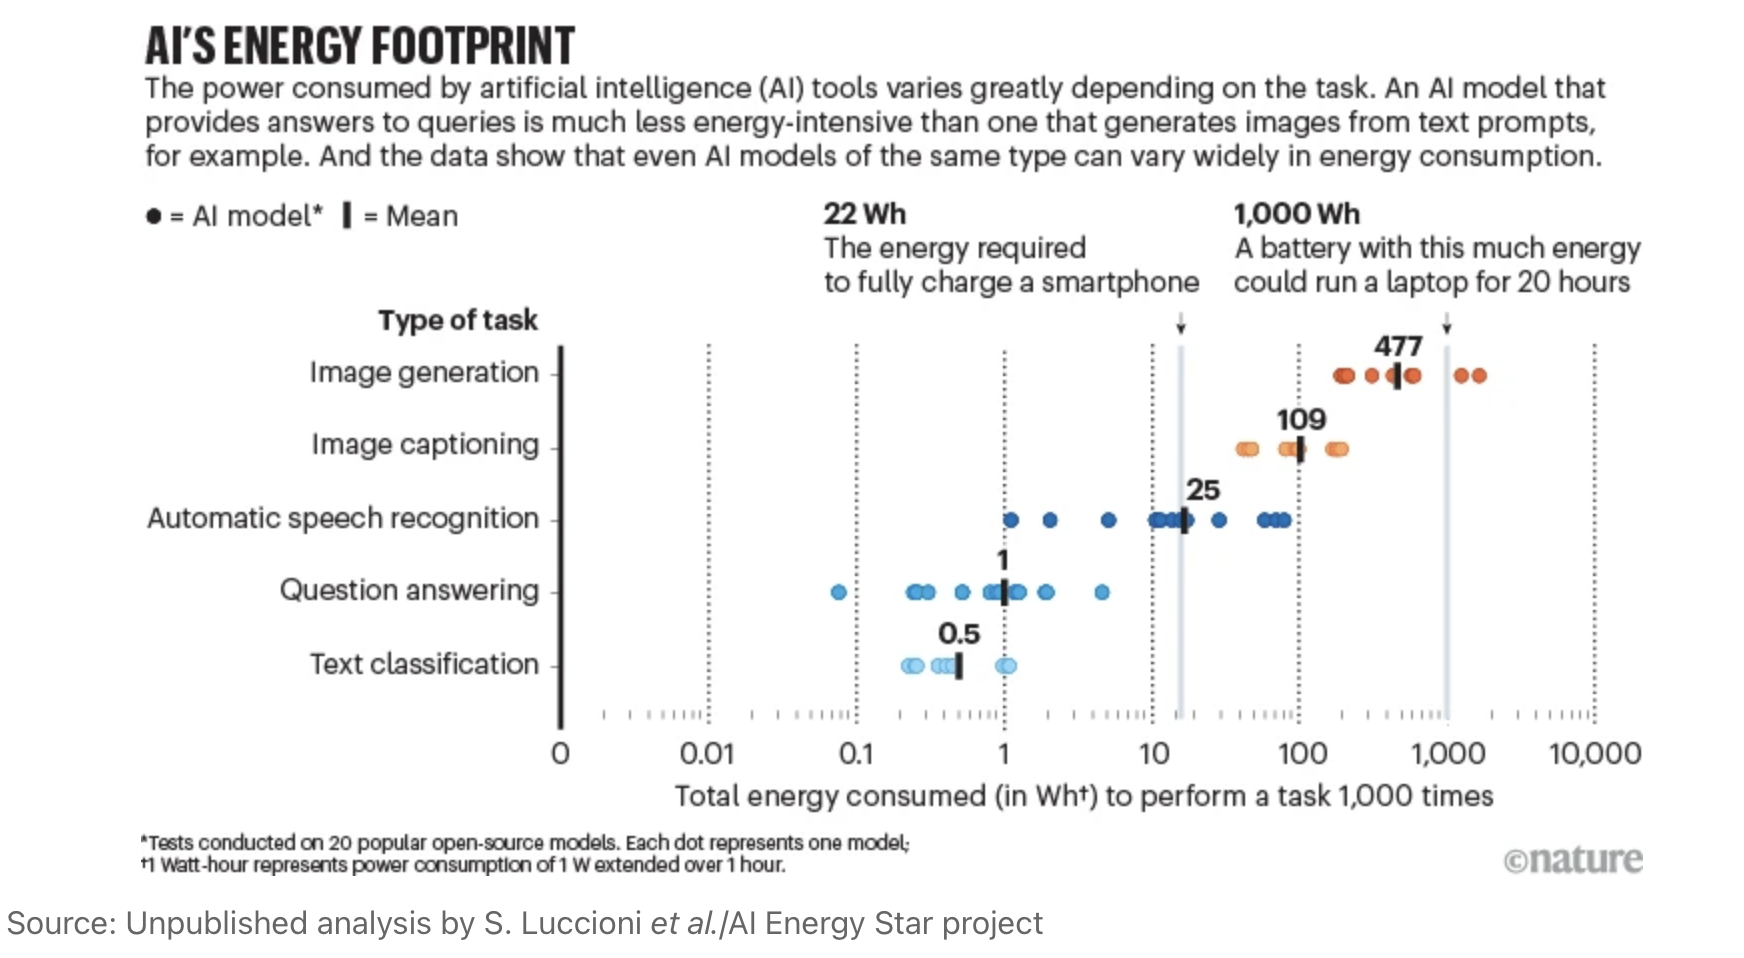 AI'S ENERGY FOOTPRINT
The power consumed by artificial intelligence (AI) tools varies greatly depending on the task. An AI model that
provides answers to queries is much less energy-intensive than one that generates images from text prompts,
for example. And the data show that even AI models of the same type can vary widely in energy consumption.
= AI model* = Mean
22 Wh
The energy required
to fully charge a smartphone
1,000 Wh
A battery with this much energy
could run a laptop for 20 hours
Type of task
Image generation
477
Image captioning
109
Automatic speech recognition
25
Question answering
1
Text classification
0.5
0 0.01 0.1 1 10 100 1,000 10,000
Total energy consumed (in Wh†) to perform a task 1,000 times
*Tests conducted on 20 popular open-source models. Each dot represents one model;
†1 Watt-hour represents power consumption of 1 W extended over 1 hour.
©nature
Source: Unpublished analysis by S. Luccioni et al./AI Energy Star project